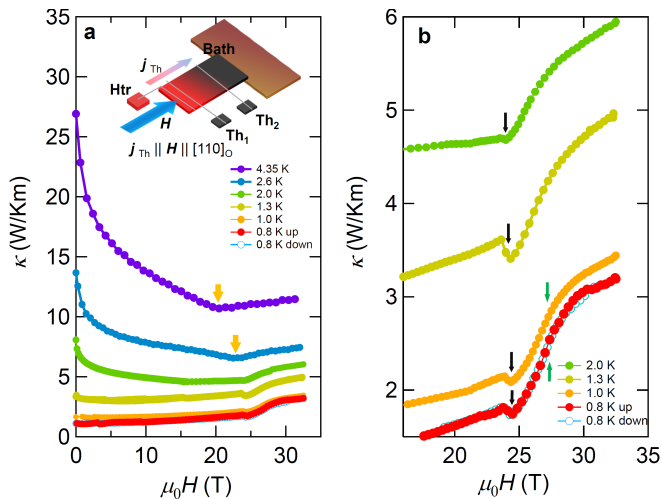 a
Bath
j Th
Htr
H
Th1
Th2
j Th || H || [110]O
4.35 K
2.6 K
2.0 K
1.3 K
1.0 K
0.8 K up
0.8 K down
κ (W/Km)
35
30
25
20
15
10
5
0
0 10 20 30
μ0H (T)
b
κ (W/Km)
6
5
4
3
2
2.0 K
1.3 K
1.0 K
0.8 K up
0.8 K down
20 25 30 35
μ0H (T)